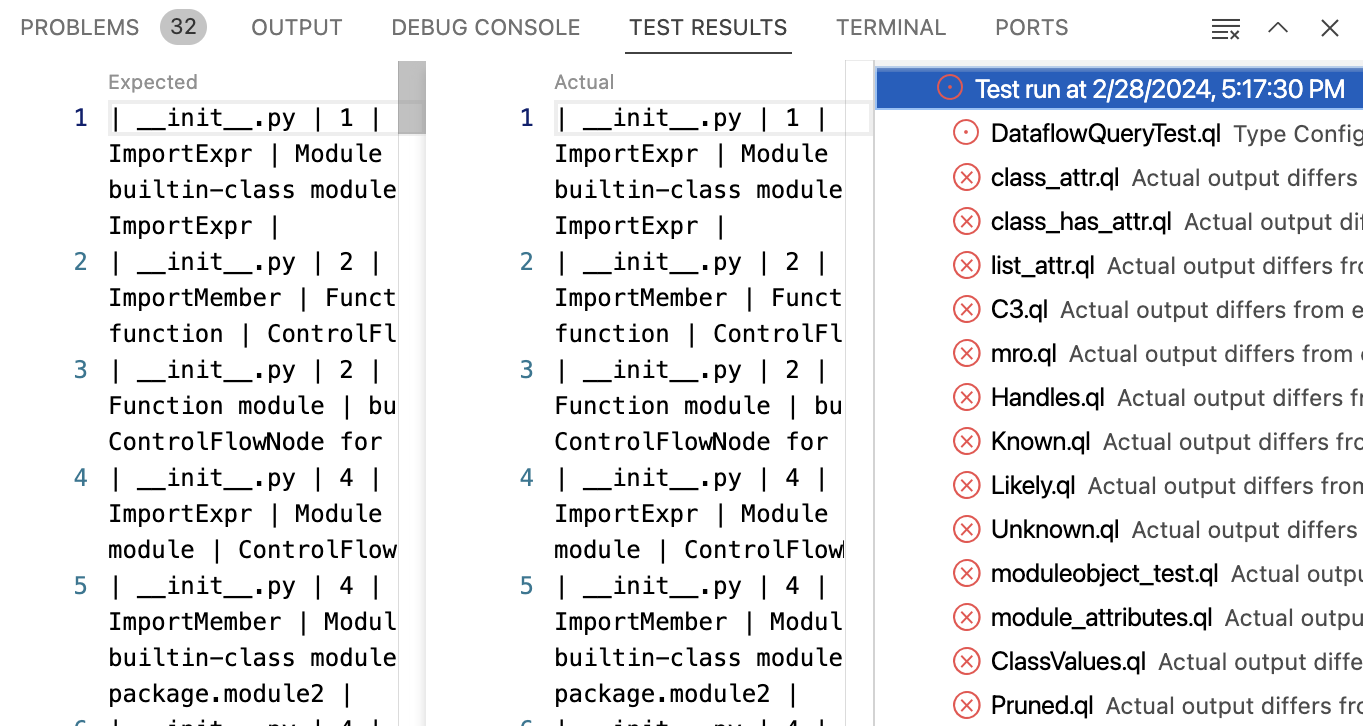 PROBLEMS 32 OUTPUT DEBUG CONSOLE TEST RESULTS TERMINAL PORTS
Expected
1 | __init__.py | 1 |
ImportExpr | Module
builtin-class module
ImportExpr |
2 | __init__.py | 2 |
ImportMember | Funct
function | ControlFl
3 | __init__.py | 2 |
Function module | bu
ControlFlowNode for
4 | __init__.py | 4 |
ImportExpr | Module
module | ControlFlow
5 | __init__.py | 4 |
ImportMember | Modul
builtin-class module
package.module2 |
6 | __init__.py | 4 |
Actual
1 | __init__.py | 1 |
ImportExpr | Module
builtin-class module
ImportExpr |
2 | __init__.py | 2 |
ImportMember | Funct
function | ControlFl
3 | __init__.py | 2 |
Function module | bu
ControlFlowNode for
4 | __init__.py | 4 |
ImportExpr | Module
module | ControlFlow
5 | __init__.py | 4 |
ImportMember | Modul
builtin-class module
package.module2 |
6 | __init__.py | 4 |
Test run at 2/28/2024, 5:17:30 PM
DataflowQueryTest.ql Type Config
class_attr.ql Actual output differs
class_has_attr.ql Actual output dif
list_attr.ql Actual output differs fro
C3.ql Actual output differs from e
mro.ql Actual output differs from e
Handles.ql Actual output differs fr
Known.ql Actual output differs fro
Likely.ql Actual output differs from
Unknown.ql Actual output differs
moduleobject_test.ql Actual outpu
module_attributes.ql Actual outpu
ClassValues.ql Actual output diffe
Pruned.ql Actual output differs fro